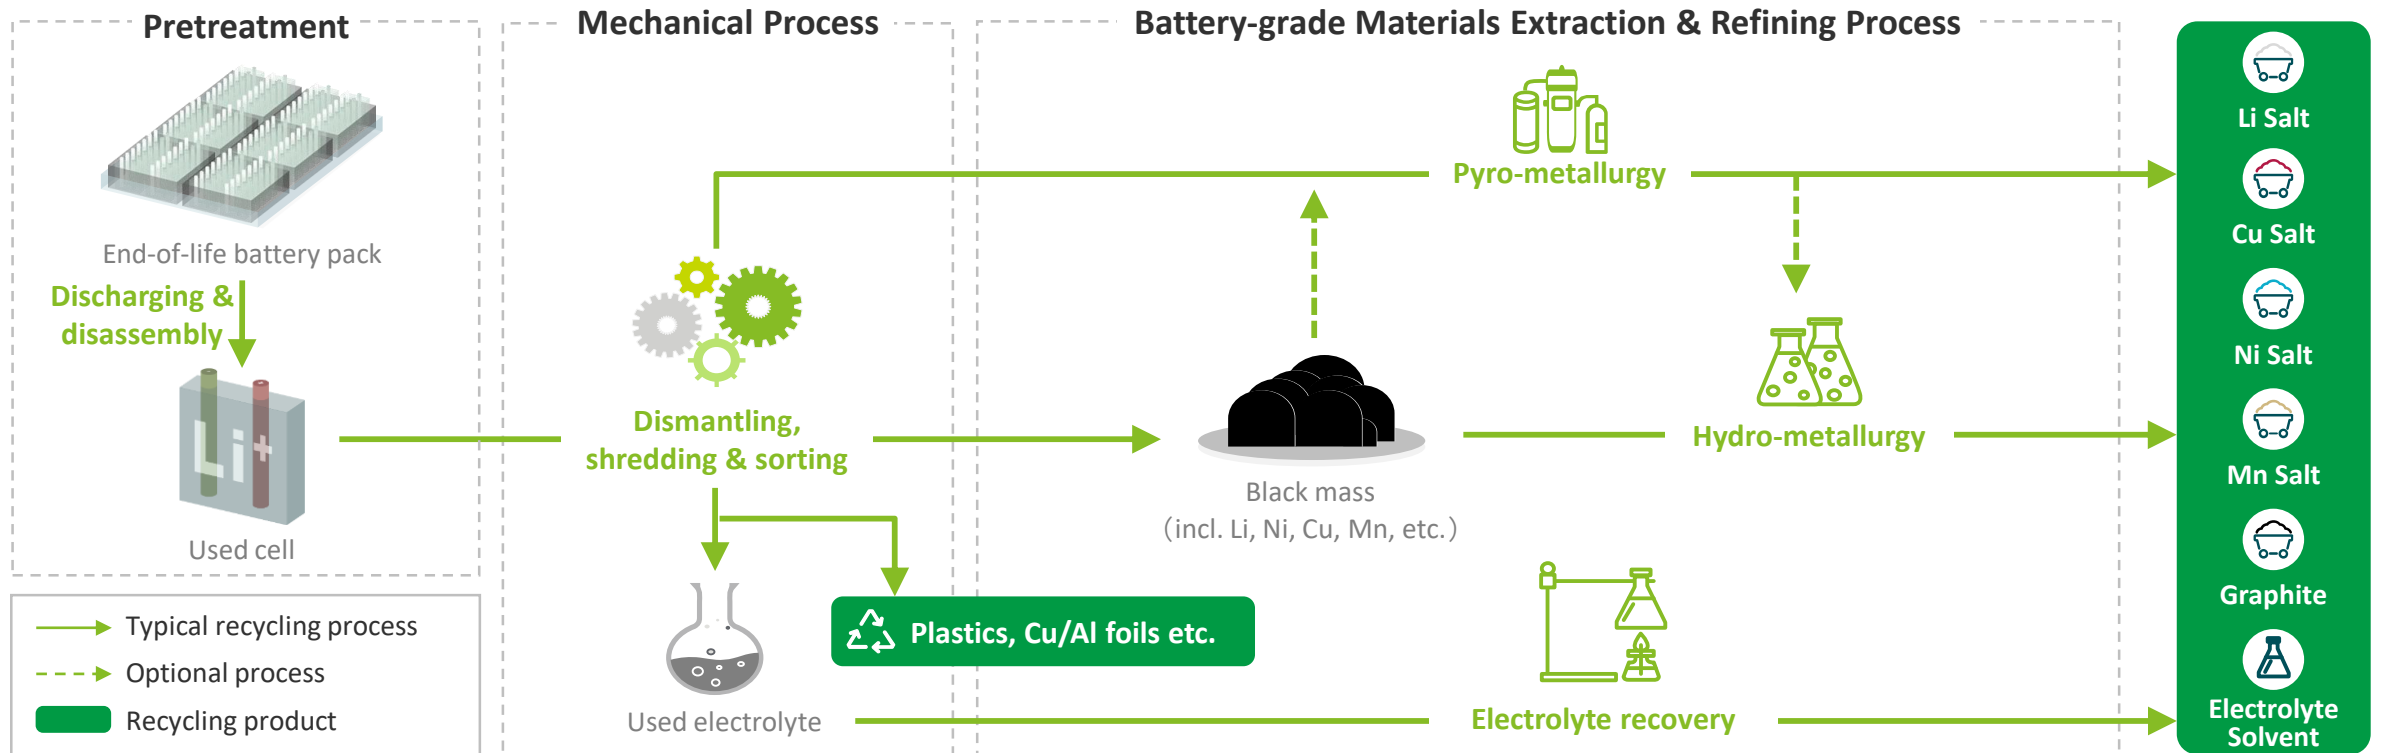 Pretreatment
End-of-life battery pack
Discharging &
disassembly
Li+
Used cell
Typical recycling process
Optional process
Recycling product
Mechanical Process
Dismantling,
shredding & sorting
Used electrolyte
Plastics, Cu/Al foils etc.
Battery-grade Materials Extraction & Refining Process
Pyro-metallurgy
Black mass
（incl. Li, Ni, Cu, Mn, etc.）
Hydro-metallurgy
Electrolyte recovery
Li Salt
Cu Salt
Ni Salt
Mn Salt
Graphite
Electrolyte
Solvent